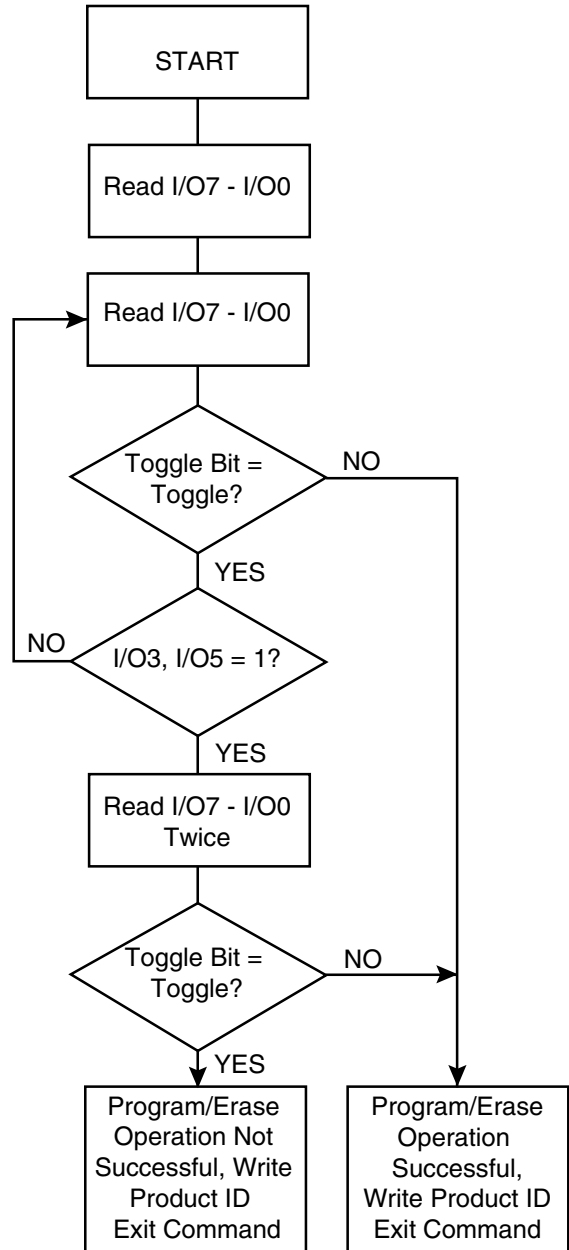 START
Read I/O7 - I/O0
Read I/O7 - I/O0
Toggle Bit =
Toggle?
NO
YES
NO
I/O3, I/O5 = 1?
YES
Read I/O7 - I/O0
Twice
Toggle Bit =
Toggle?
NO
YES
Program/Erase
Operation Not
Successful, Write
Product ID
Exit Command
Program/Erase
Operation
Successful,
Write Product ID
Exit Command